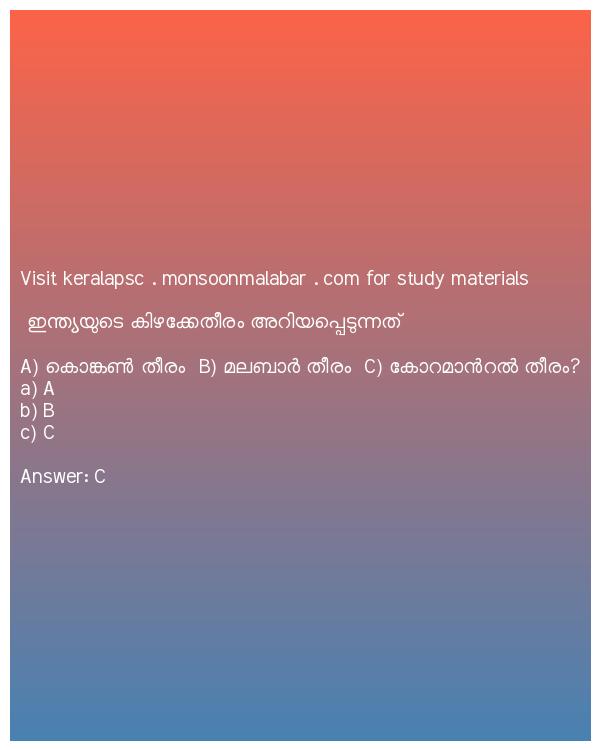 Visit keralapsc . monsoonmalabar . com for study materials
ഇന്ത്യയുടെ കിഴക്കേതീരം അറിയപ്പെടുന്നത്
A) കൊങ്കൺ തീരം B) മലബാർ തീരം C) കോറമാൻറൽ തീരം?
a) A
b) B
c) C
Answer: C